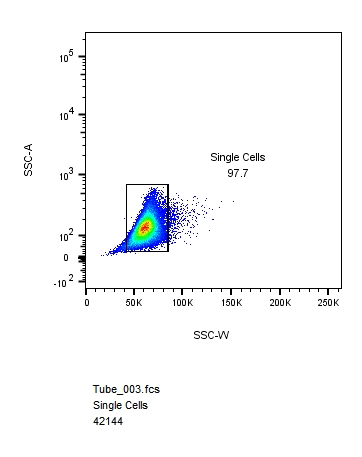 SSC-A
10^5
10^4
10^3
10^2
0
-10^2
Single Cells
97.7
0 50K 100K 150K 200K 250K
SSC-W
Tube_003.fcs
Single Cells
42144